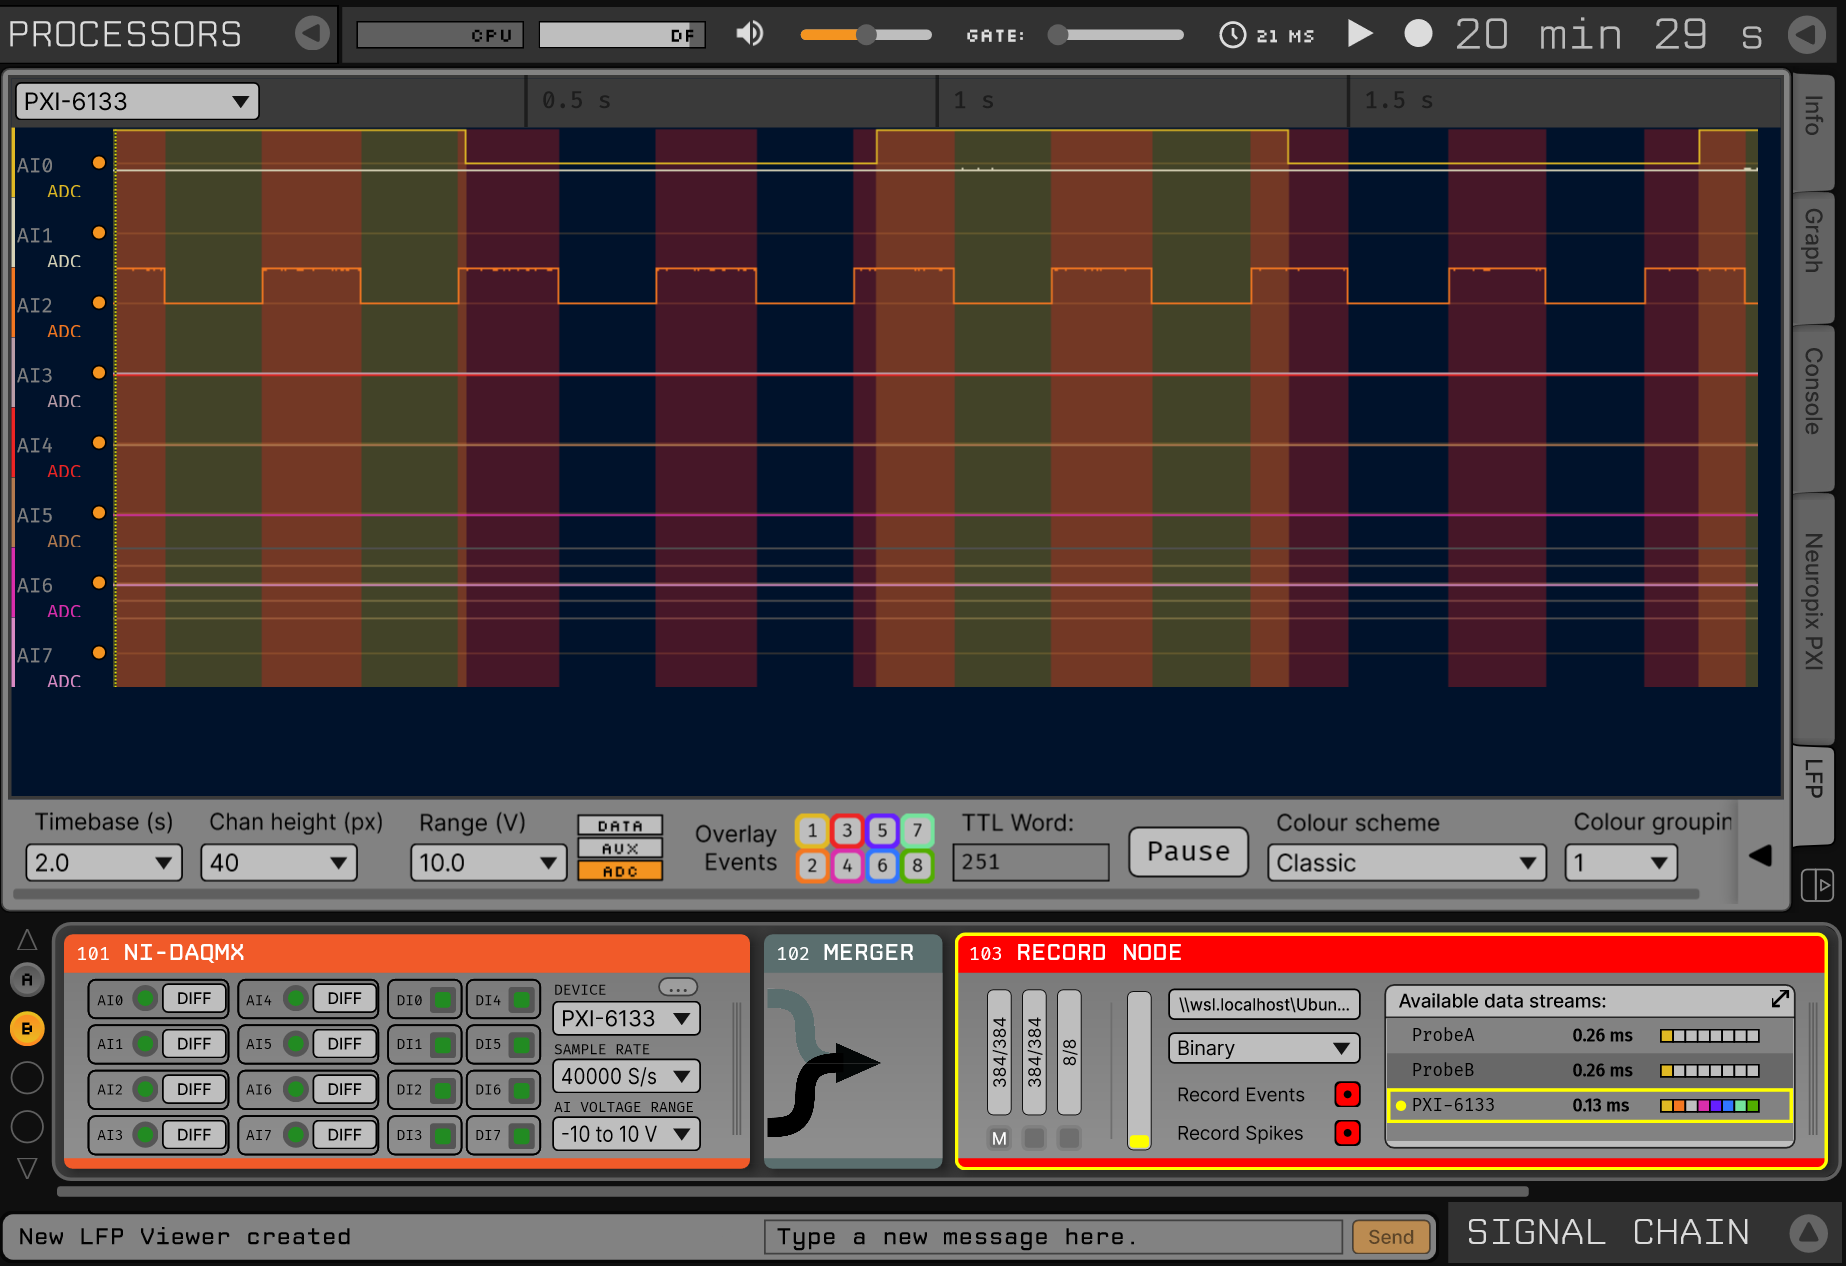 PROCESSORS
CPU
DF
GATE:
21 MS
20 min 29 s
PXI-6133
0.5 s
1 s
1.5 s
AI0
ADC
AI1
ADC
AI2
ADC
AI3
ADC
AI4
ADC
AI5
ADC
AI6
ADC
AI7
ADC
Info
Graph
Console
Neuropix PXI
LFP
Timebase (s)
2.0
Chan height (px)
40
Range (V)
10.0
DATA
AUX
ADC
Overlay
Events
1 3 5 7
2 4 6 8
TTL Word:
251
Pause
Colour scheme
Classic
Colour groupin
1
A
B
101 NI-DAQMX
AI0 DIFF AI4 DIFF DI0 DI4
AI1 DIFF AI5 DIFF DI1 DI5
AI2 DIFF AI6 DIFF DI2 DI6
AI3 DIFF AI7 DIFF DI3 DI7
DEVICE ...
PXI-6133
SAMPLE RATE
40000 S/s
AI VOLTAGE RANGE
-10 to 10 V
102 MERGER
103 RECORD NODE
384/384
384/384
8/8
M
\\wsl.localhost\Ubun...
Binary
Record Events
Record Spikes
Available data streams:
ProbeA 0.26 ms
ProbeB 0.26 ms
PXI-6133 0.13 ms
New LFP Viewer created
Type a new message here.
Send
SIGNAL CHAIN